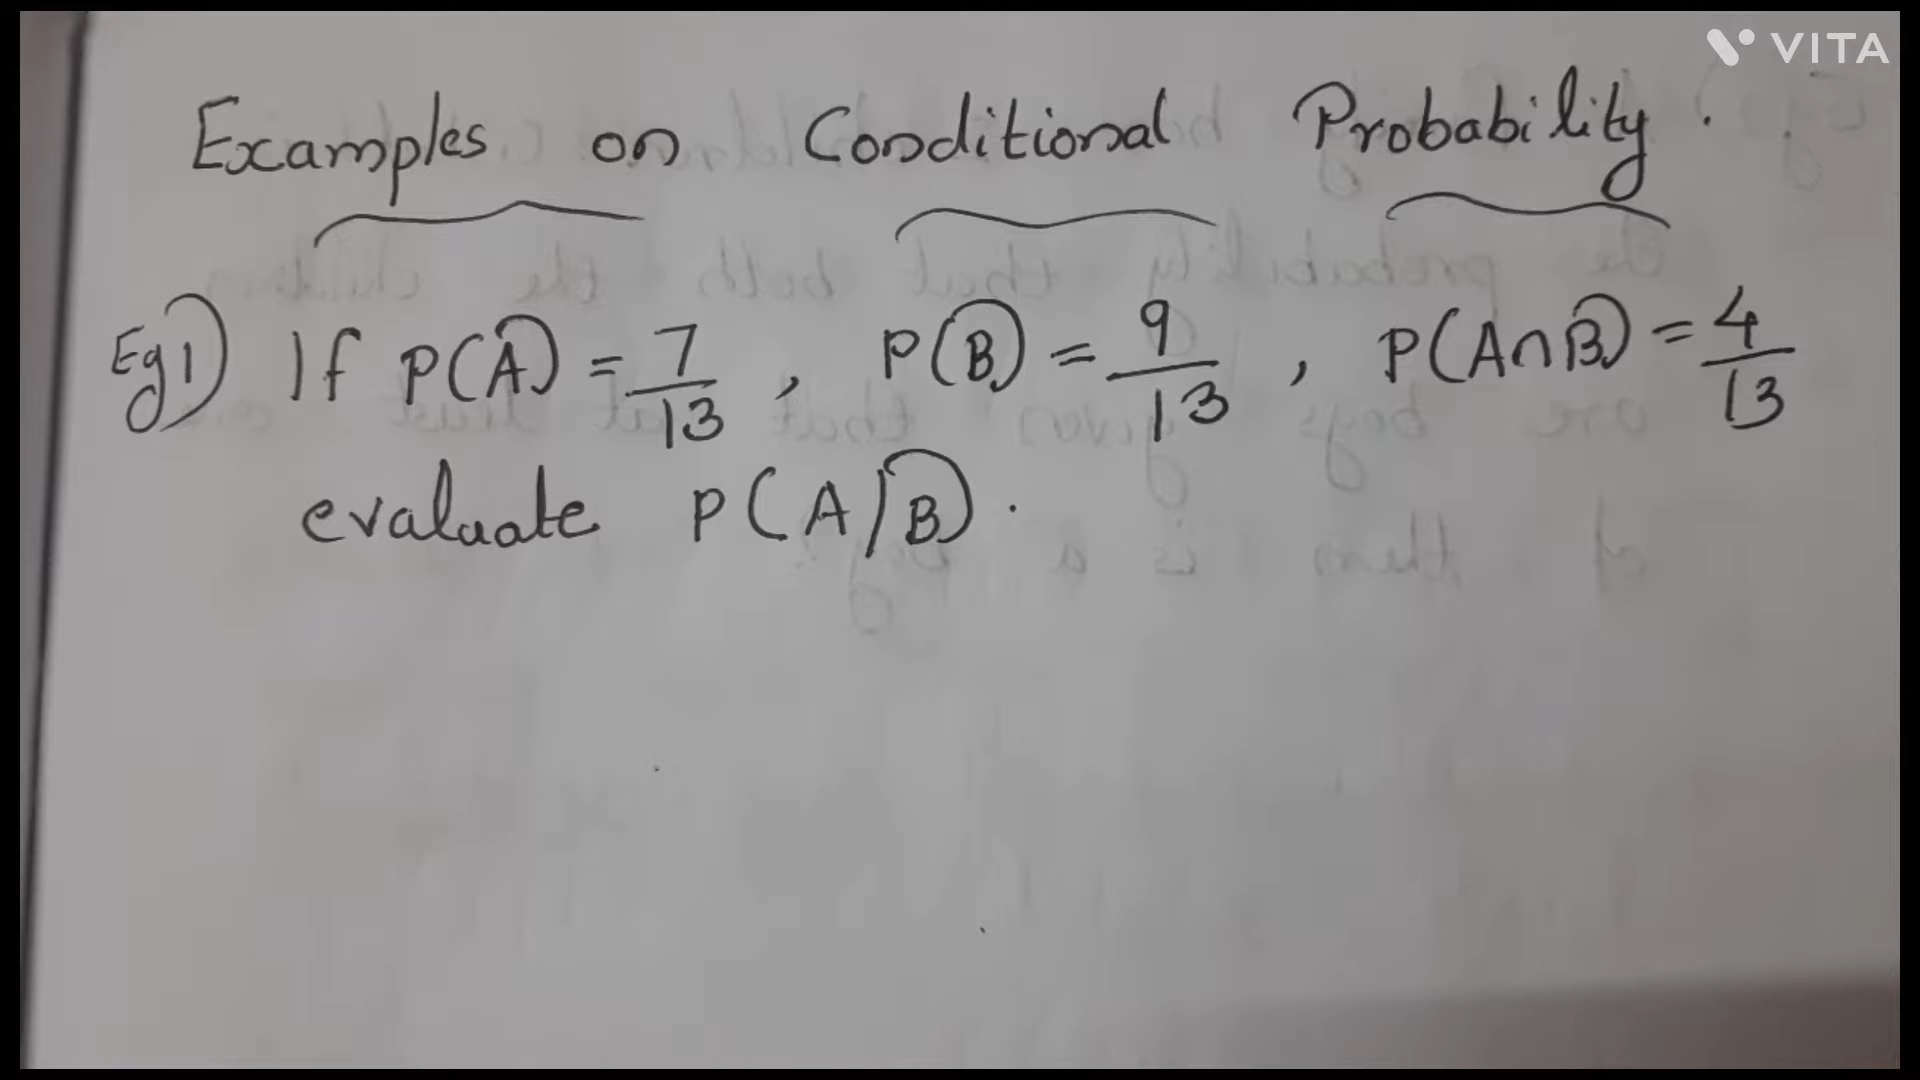 VITA
Examples on Conditional Probability.
Eg1) If P(A) = 7/13, P(B) = 9/13, P(A∩B) = 4/13
evaluate P(A/B).